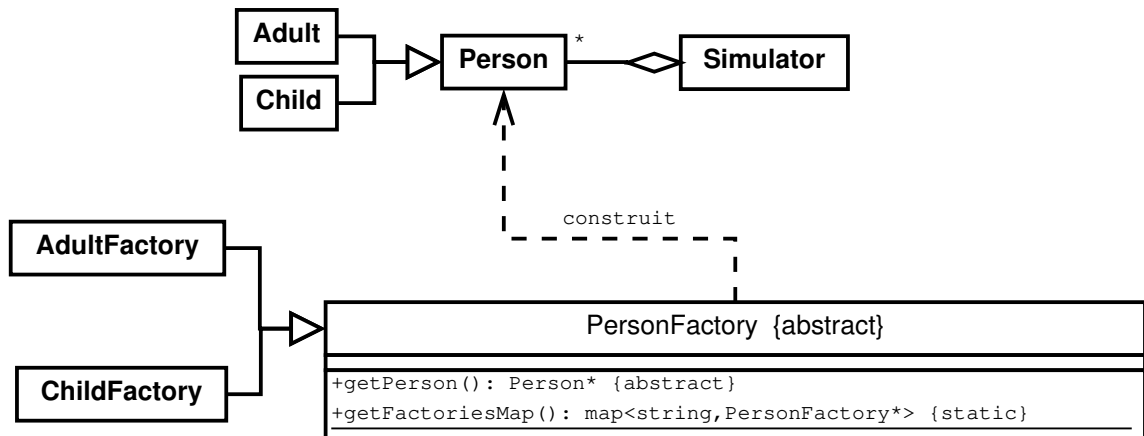 Adult
*
Person
Simulator
Child
construit
AdultFactory
PersonFactory {abstract}
ChildFactory
+getPerson(): Person* {abstract}
+getFactoriesMap(): map<string,PersonFactory*> {static}